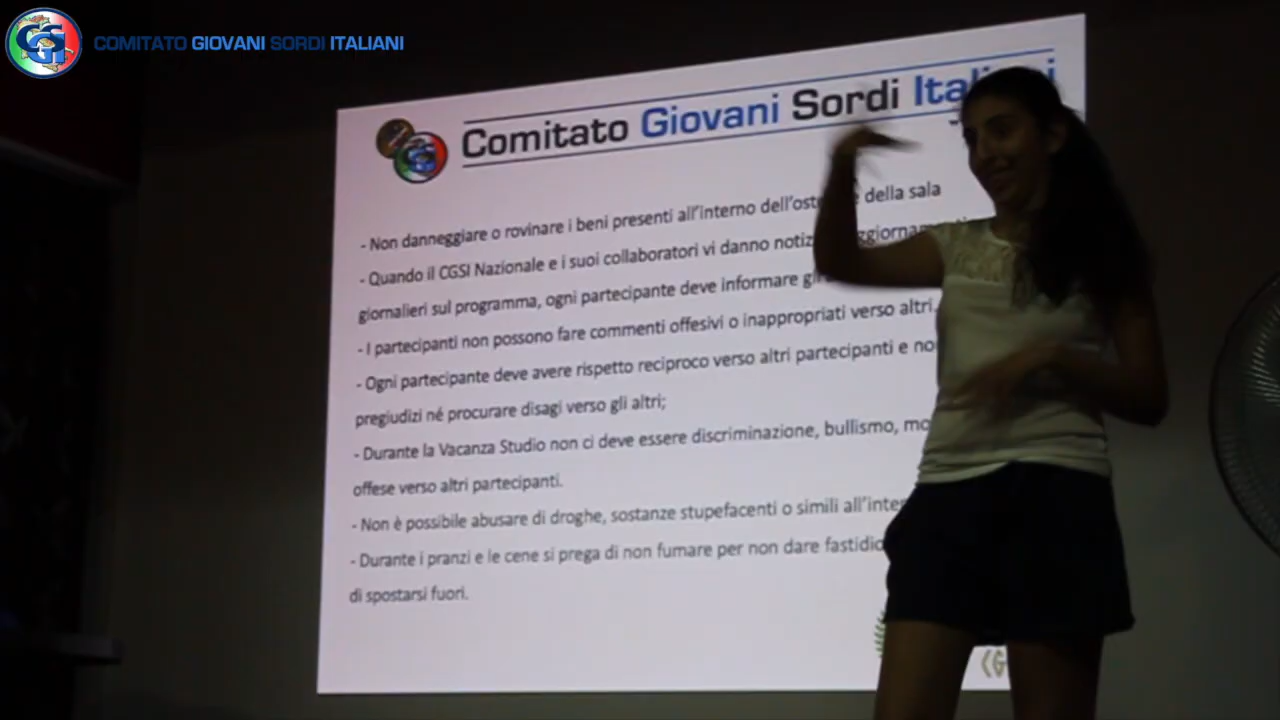 COMITATO GIOVANI SORDI ITALIANI
Comitato Giovani Sordi
- Non danneggiare o rovinare i beni presenti all'interno della sala
- Quando il CGSI Nazionale e i suoi collaboratori vi danno
giornalieri sul programma, ogni partecipante deve informare
- I partecipanti non possono fare commenti offesivi o inappropriati verso altri.
- Ogni partecipante deve avere rispetto reciproco verso altri partecipanti e
pregiudizi né procurare disagi verso gli altri;
- Durante la Vacanza Studio non ci deve essere discriminazione, bullismo,
offese verso altri partecipanti.
- Non è possibile abusare di droghe, sostanze stupefacenti o simili
- Durante i pranzi e le cene si prega di non fumare per non dare fastidio
di spostarsi fuori.